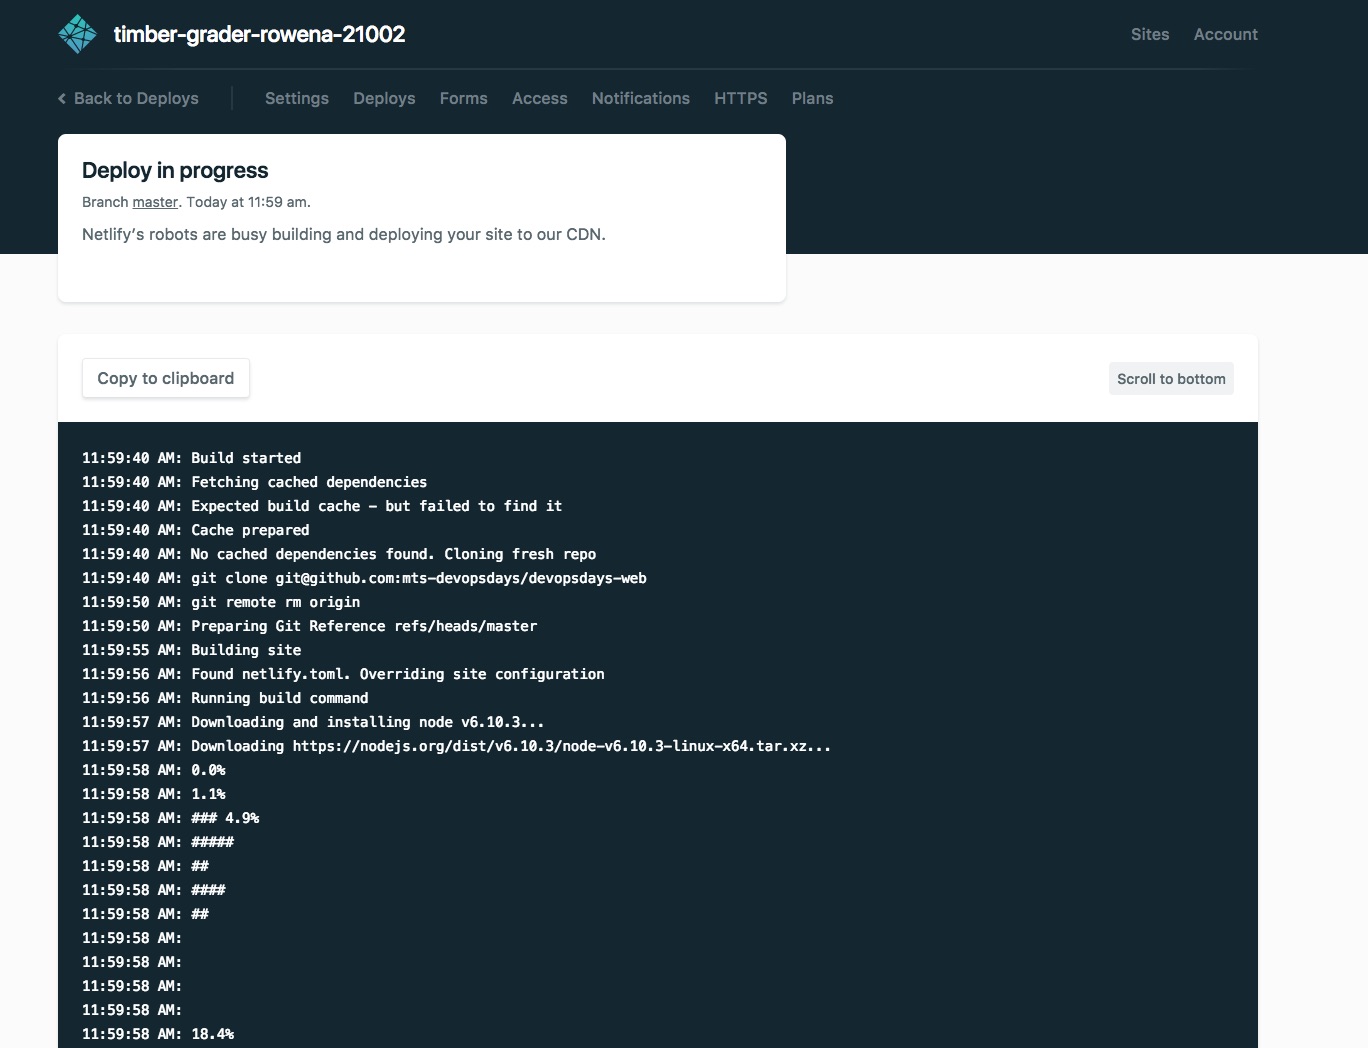 timber-grader-rowena-21002
Sites Account
Back to Deploys Settings Deploys Forms Access Notifications HTTPS Plans
Deploy in progress
Branch master. Today at 11:59 am.
Netlify’s robots are busy building and deploying your site to our CDN.
Copy to clipboard
Scroll to bottom
11:59:40 AM: Build started
11:59:40 AM: Fetching cached dependencies
11:59:40 AM: Expected build cache – but failed to find it
11:59:40 AM: Cache prepared
11:59:40 AM: No cached dependencies found. Cloning fresh repo
11:59:40 AM: git clone git@github.com:mts-devopsdays/devopsdays-web
11:59:50 AM: git remote rm origin
11:59:50 AM: Preparing Git Reference refs/heads/master
11:59:55 AM: Building site
11:59:56 AM: Found netlify.toml. Overriding site configuration
11:59:56 AM: Running build command
11:59:57 AM: Downloading and installing node v6.10.3...
11:59:57 AM: Downloading https://nodejs.org/dist/v6.10.3/node-v6.10.3-linux-x64.tar.xz...
11:59:58 AM: 0.0%
11:59:58 AM: 1.1%
11:59:58 AM: ### 4.9%
11:59:58 AM: #####
11:59:58 AM: ##
11:59:58 AM: ####
11:59:58 AM: ##
11:59:58 AM:
11:59:58 AM:
11:59:58 AM:
11:59:58 AM:
11:59:58 AM: 18.4%